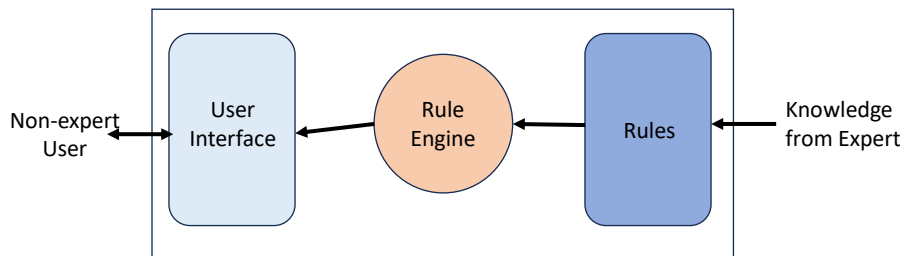 Non-expert
User
User
Interface
Rule
Engine
Rules
Knowledge
from Expert